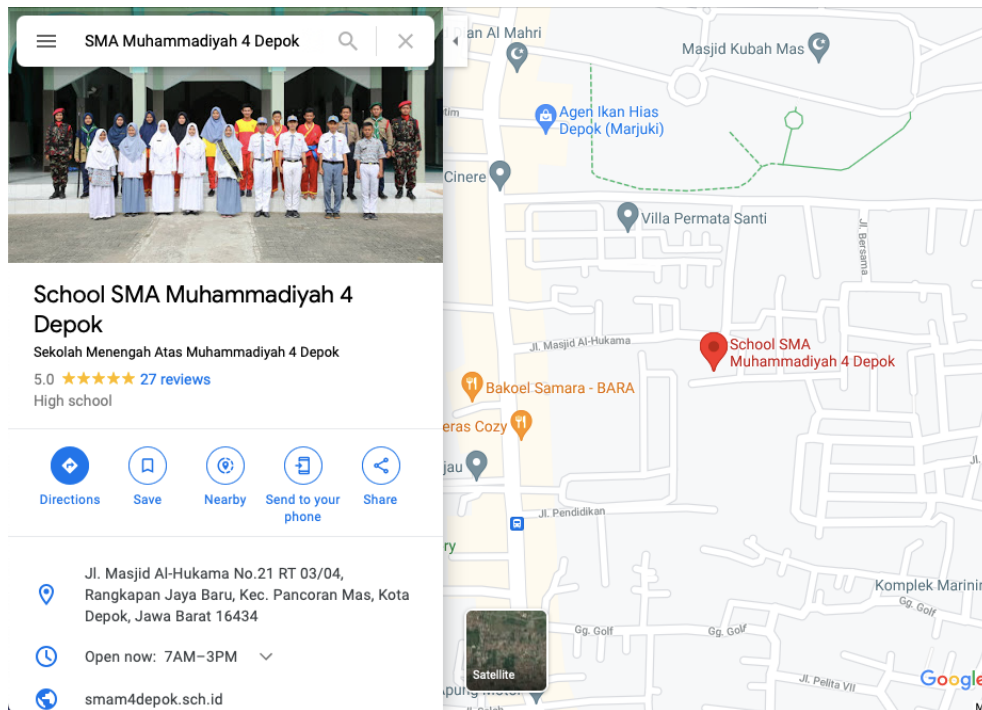 SMA Muhammadiyah 4 Depok
School SMA Muhammadiyah 4
Depok
Sekolah Menengah Atas Muhammadiyah 4 Depok
5.0
27 reviews
High school
Directions
Save
Nearby
Send to your
phone
Share
Jl. Masjid Al-Hukama No.21 RT 03/04,
Rangkapan Jaya Baru, Kec. Pancoran Mas, Kota
Depok, Jawa Barat 16434
Open now: 7AM–3PM
smam4depok.sch.id
an Al Mahri
Masjid Kubah Mas
Agen Ikan Hias
Depok (Marjuki)
tim
Cinere
Villa Permata Santi
Jl. Bersama
Jl. Masjid Al-Hukama
School SMA
Muhammadiyah 4 Depok
Bakoel Samara - BARA
eras Cozy
jau
Jl.
Jl. Pendidikan
ry
Komplek Marinir
Gg. Golf
Gg. Golf
Gg. Golf
Satellite
Jl. Pelita VII
Google